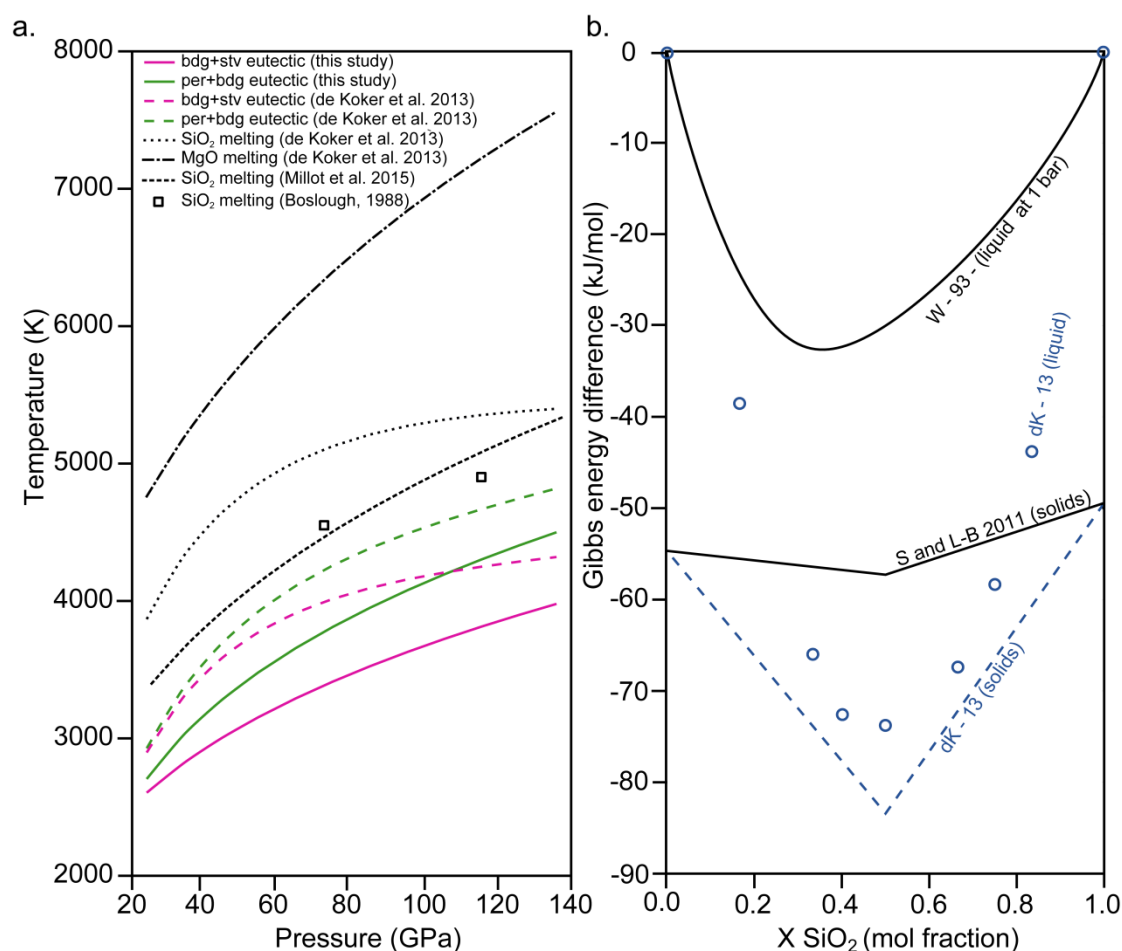 a.
8000
7000
6000
5000
4000
3000
2000
Temperature (K)
bdg+stv eutectic (this study)
per+bdg eutectic (this study)
bdg+stv eutectic (de Koker et al. 2013)
per+bdg eutectic (de Koker et al. 2013)
SiO₂ melting (de Koker et al. 2013)
MgO melting (de Koker et al. 2013)
SiO₂ melting (Millot et al. 2015)
SiO₂ melting (Boslough, 1988)
20 40 60 80 100 120 140
Pressure (GPa)
b.
0
-10
-20
-30
-40
-50
-60
-70
-80
-90
Gibbs energy difference (kJ/mol)
W - 93 - (liquid at 1 bar)
dK - 13 (liquid)
S and L-B 2011 (solids)
dK - 13 (solids)
0.0 0.2 0.4 0.6 0.8 1.0
X SiO₂ (mol fraction)